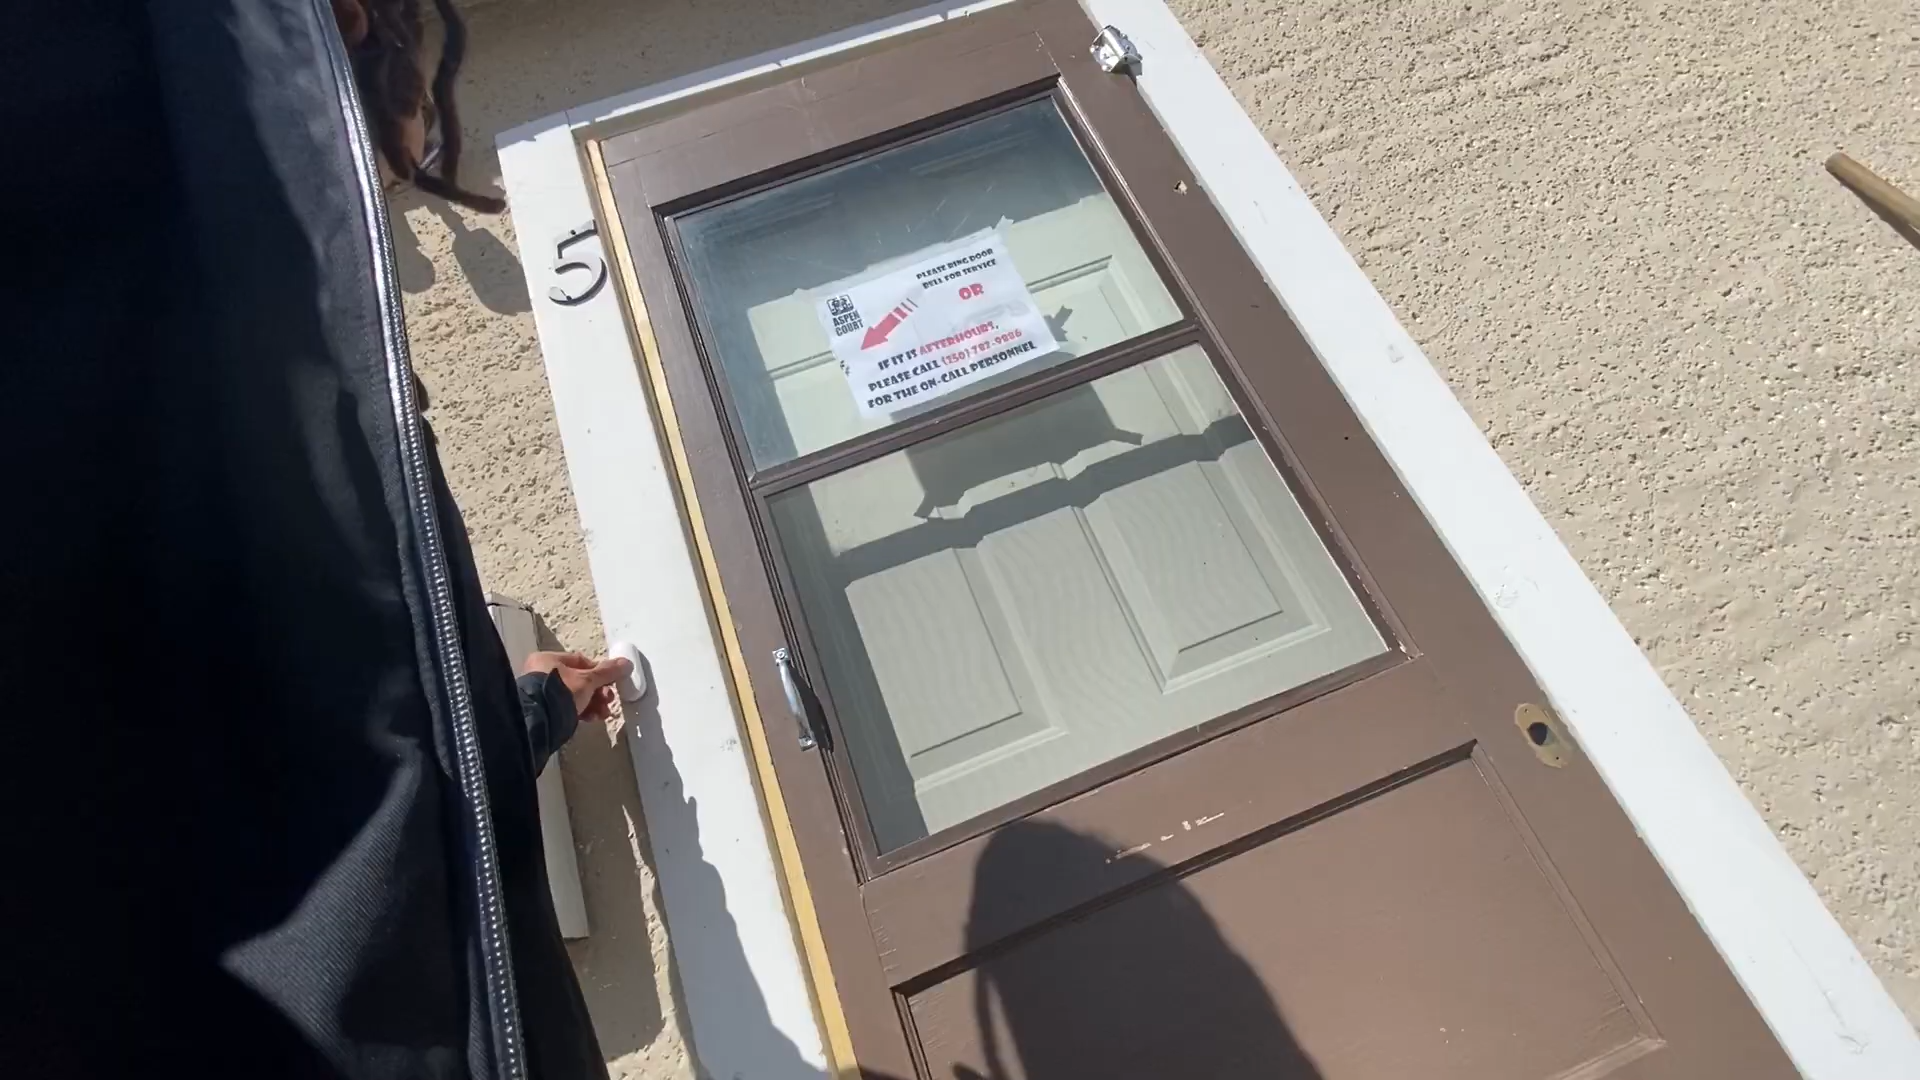 5
PLEASE RING DOOR
BELL FOR SERVICE
OR
ASPEN
COURT
IF IT IS AFTERHOURS,
PLEASE CALL (250) 782-9886
FOR THE ON-CALL PERSONNEL